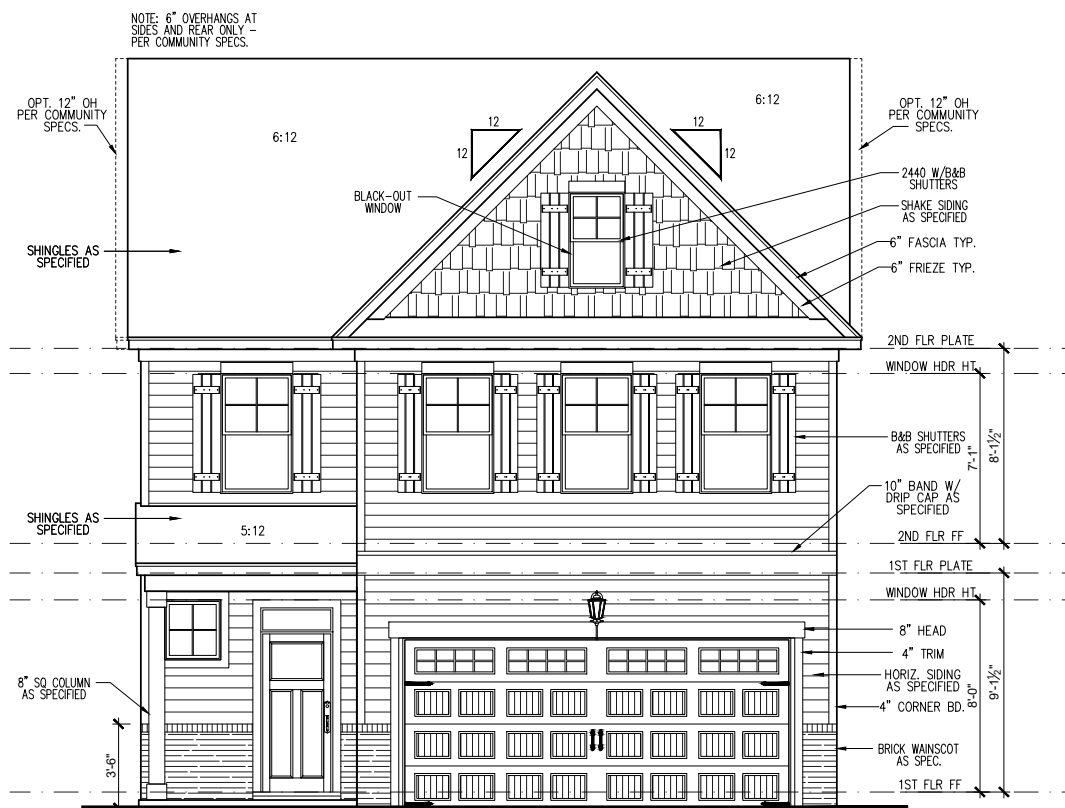 NOTE: 6" OVERHANGS AT
SIDES AND REAR ONLY –
PER COMMUNITY SPECS.
OPT. 12" OH
PER COMMUNITY
SPECS.
6:12
12
12
BLACK-OUT
WINDOW
SHINGLES AS
SPECIFIED
6:12
12
12
OPT. 12" OH
PER COMMUNITY
SPECS.
2440 W/B&B
SHUTTERS
SHAKE SIDING
AS SPECIFIED
6" FASCIA TYP.
6" FRIEZE TYP.
2ND FLR PLATE
WINDOW HDR HT
B&B SHUTTERS
AS SPECIFIED
7'-1"
8'-1½"
10" BAND W/
DRIP CAP AS
SPECIFIED
SHINGLES AS
SPECIFIED
5:12
2ND FLR FF
1ST FLR PLATE
WINDOW HDR HT
8" HEAD
4" TRIM
HORIZ. SIDING
AS SPECIFIED
4" CORNER BD.
8'-0"
9'-1½"
8" SQ COLUMN
AS SPECIFIED
3'-6"
BRICK WAINSCOT
AS SPEC.
1ST FLR FF